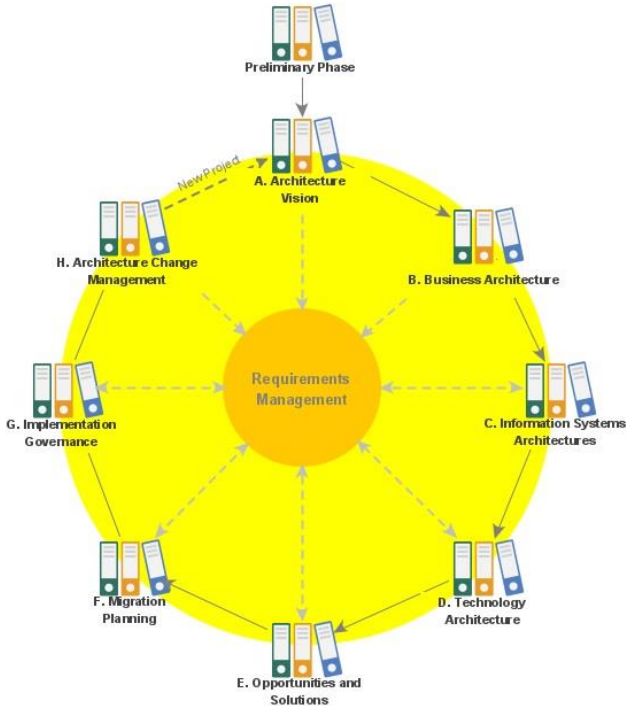 Preliminary Phase
New Project
A. Architecture
Vision
H. Architecture Change
Management
B. Business Architecture
Requirements
Management
G. Implementation
Governance
C. Information Systems
Architectures
F. Migration
Planning
D. Technology
Architecture
E. Opportunities and
Solutions